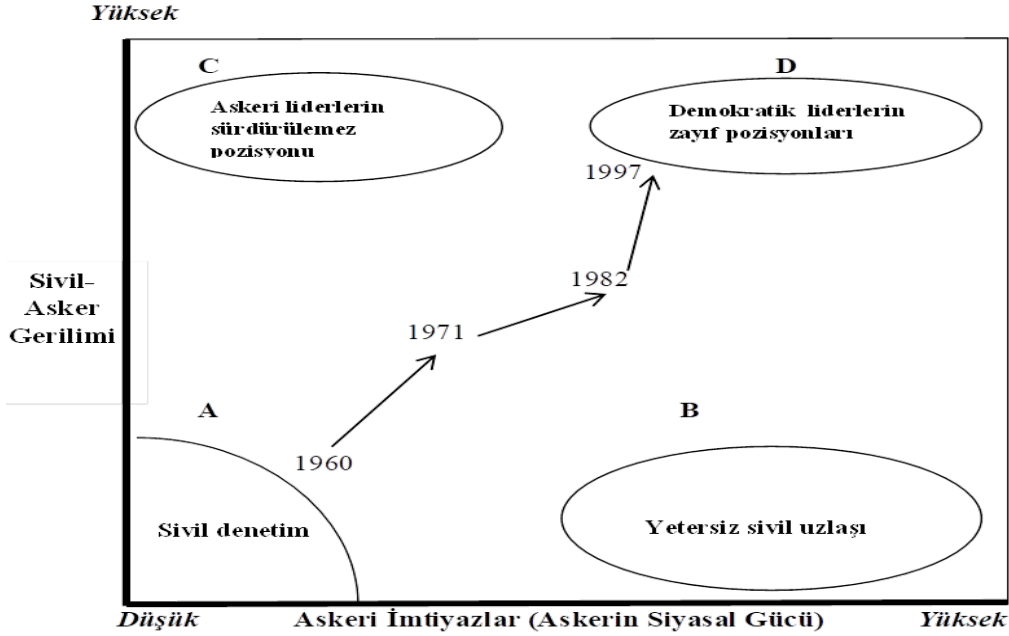 Yüksek
C
D
Askeri liderlerin
sürdürülemez
pozisyonu
Demokratik liderlerin
zayıf pozisyonları
1997
Sivil-
Asker
Gerilimi
1982
1971
A
B
1960
Sivil denetim
Yetersiz sivil uzlaşı
Düşük
Askeri İmtiyazlar (Askerin Siyasal Gücü)
Yüksek